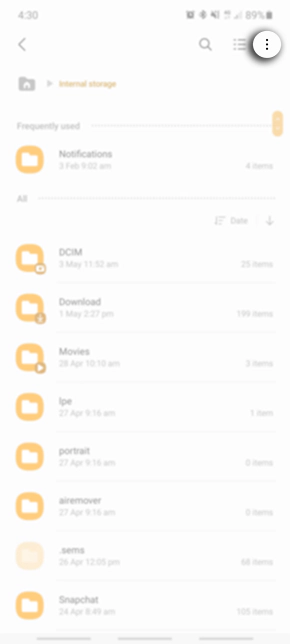 4:30 89%
Internal storage
Frequently used
Notifications
3 Feb 9:02 am 4 items
All
Date
DCIM
3 May 11:52 am 25 items
Download
1 May 2:27 pm 199 items
Movies
28 Apr 10:10 am 3 items
lpe
27 Apr 9:16 am 1 item
portrait
27 Apr 9:16 am 0 items
airemover
27 Apr 9:16 am 0 items
.sems
26 Apr 12:05 pm 68 items
Snapchat
24 Apr 8:49 am 105 items